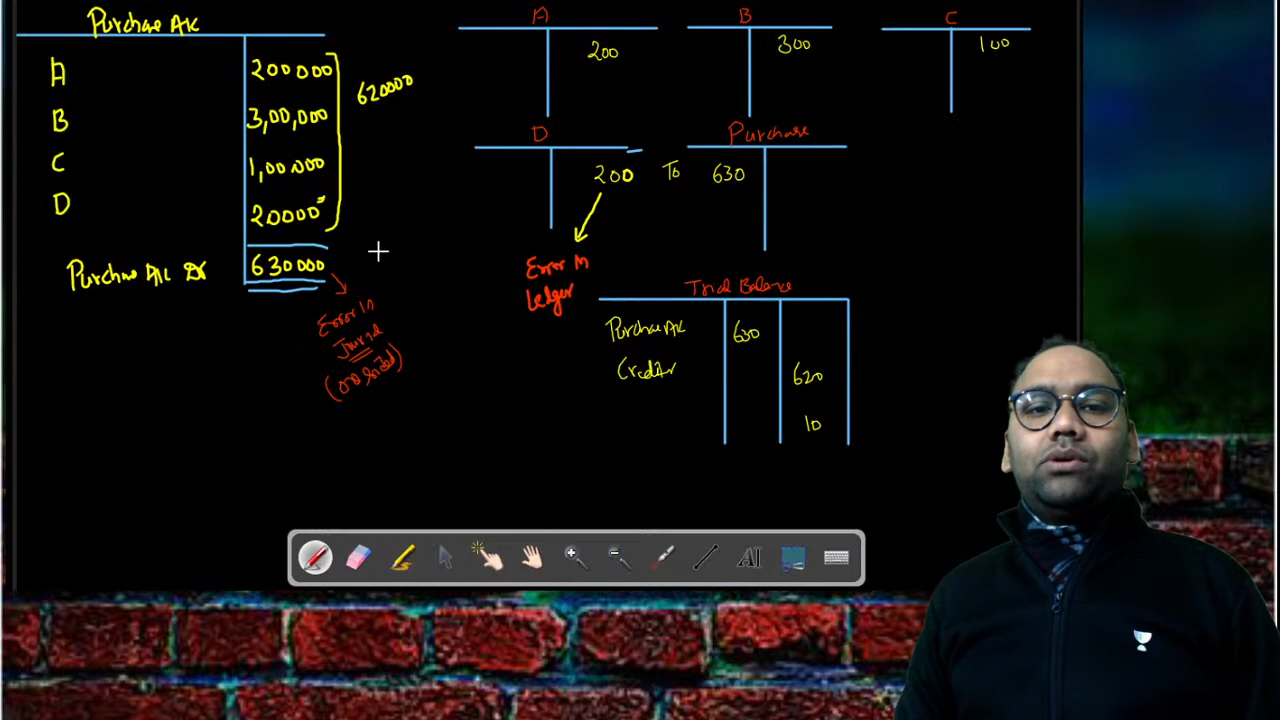 Purchase A/c
A 200000
B 3,00,000
C 1,00,000
D 20000
620000
Purchase A/c Dr 630000
Error in
(
A
200
B
300
C
100
D
200
To
Purchase
630
Error in
Ledger
Trial Balance
Purchase A/c 630
Creditor 620
10
AI